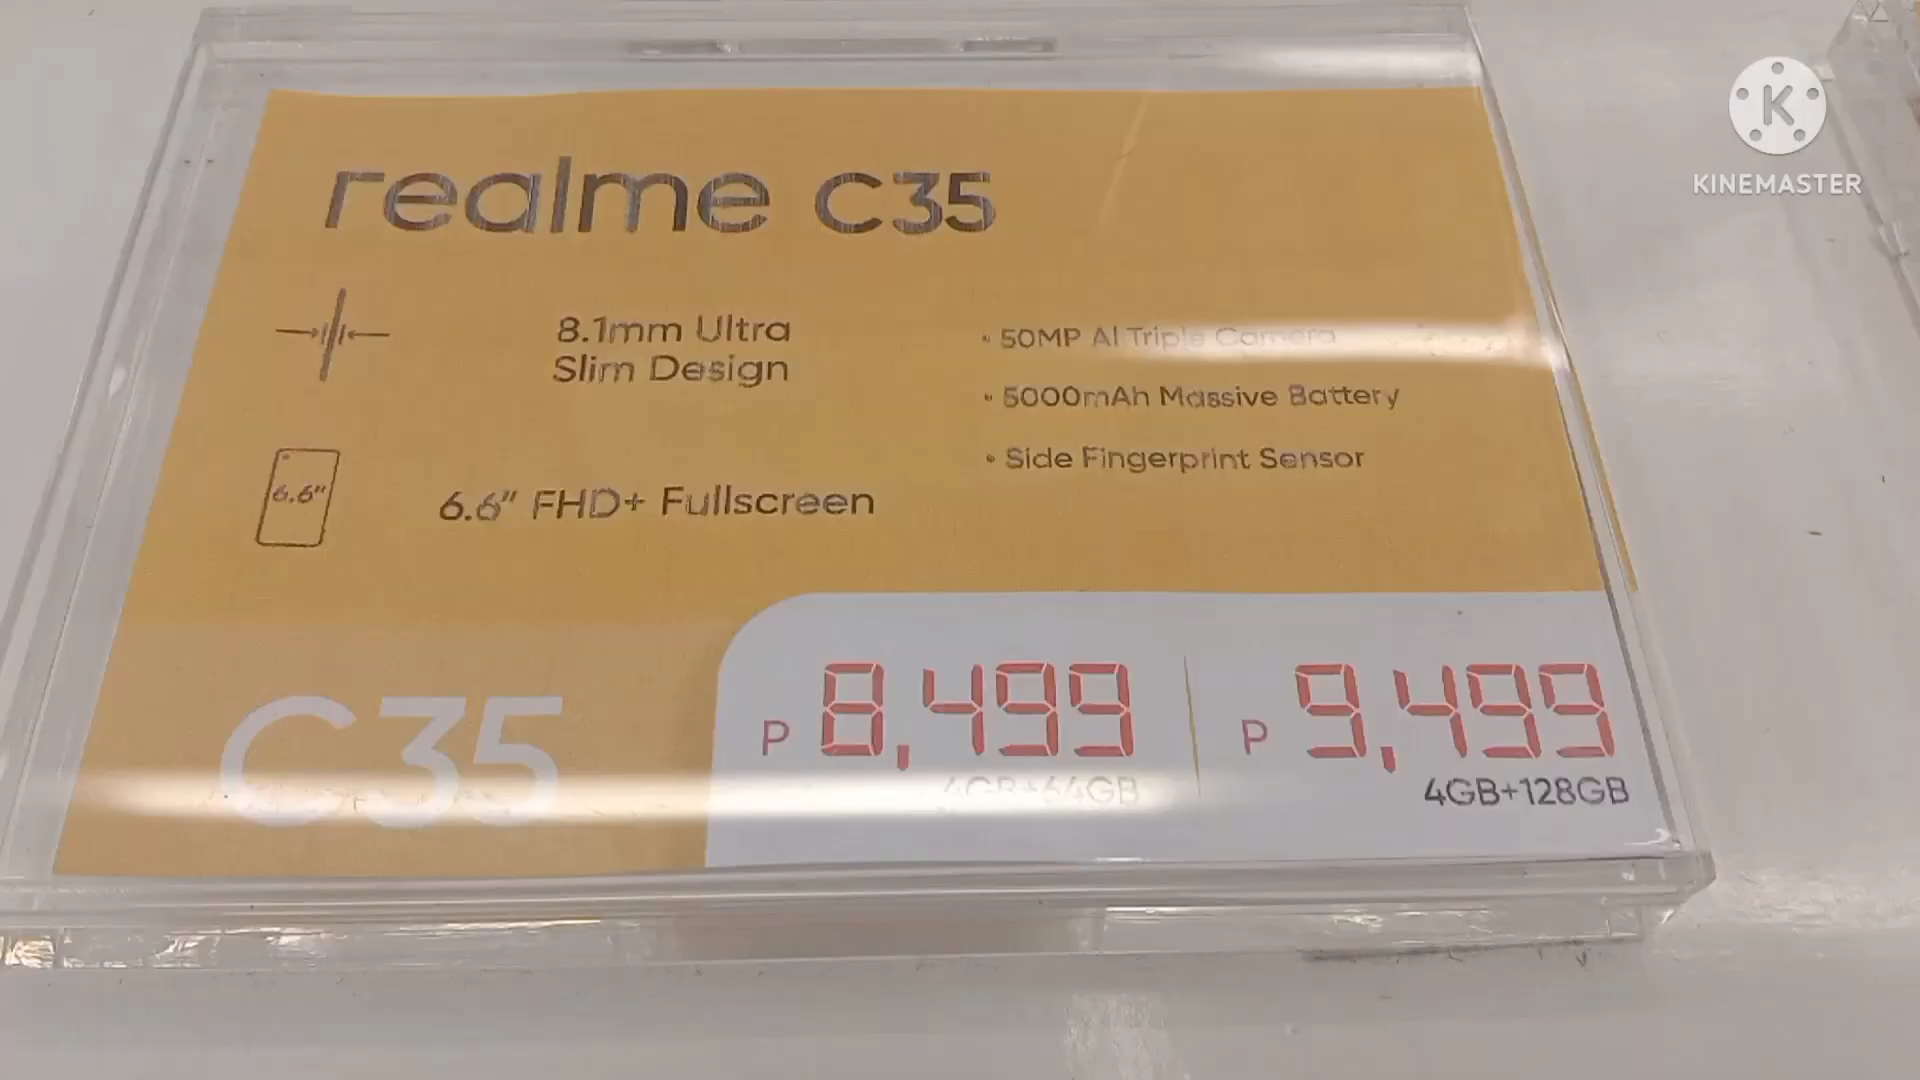 realme C35
8.1mm Ultra
Slim Design
6.6"
6.6" FHD+ Fullscreen
• 50MP AI Triple Camera
• 5000mAh Massive Battery
• Side Fingerprint Sensor
C35
P 8,499
4GB+64GB
P 9,499
4GB+128GB
K
KINEMASTER